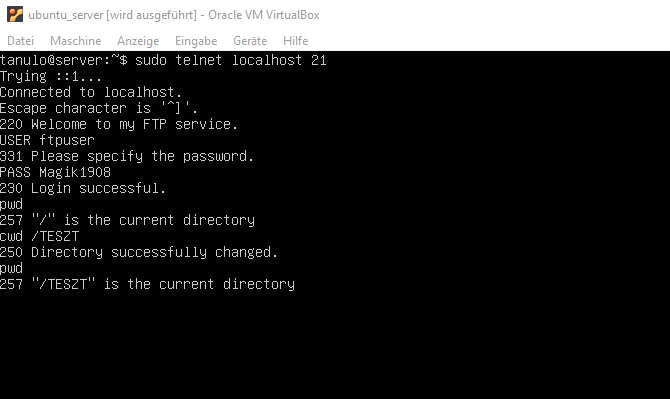 ubuntu_server [wird ausgeführt] - Oracle VM VirtualBox
Datei Maschine Anzeige Eingabe Geräte Hilfe
tanulo@server:~$ sudo telnet localhost 21
Trying ::1...
Connected to localhost.
Escape character is '^]'.
220 Welcome to my FTP service.
USER ftpuser
331 Please specify the password.
PASS Magik1908
230 Login successful.
pwd
257 "/" is the current directory
cwd /TESZT
250 Directory successfully changed.
pwd
257 "/TESZT" is the current directory